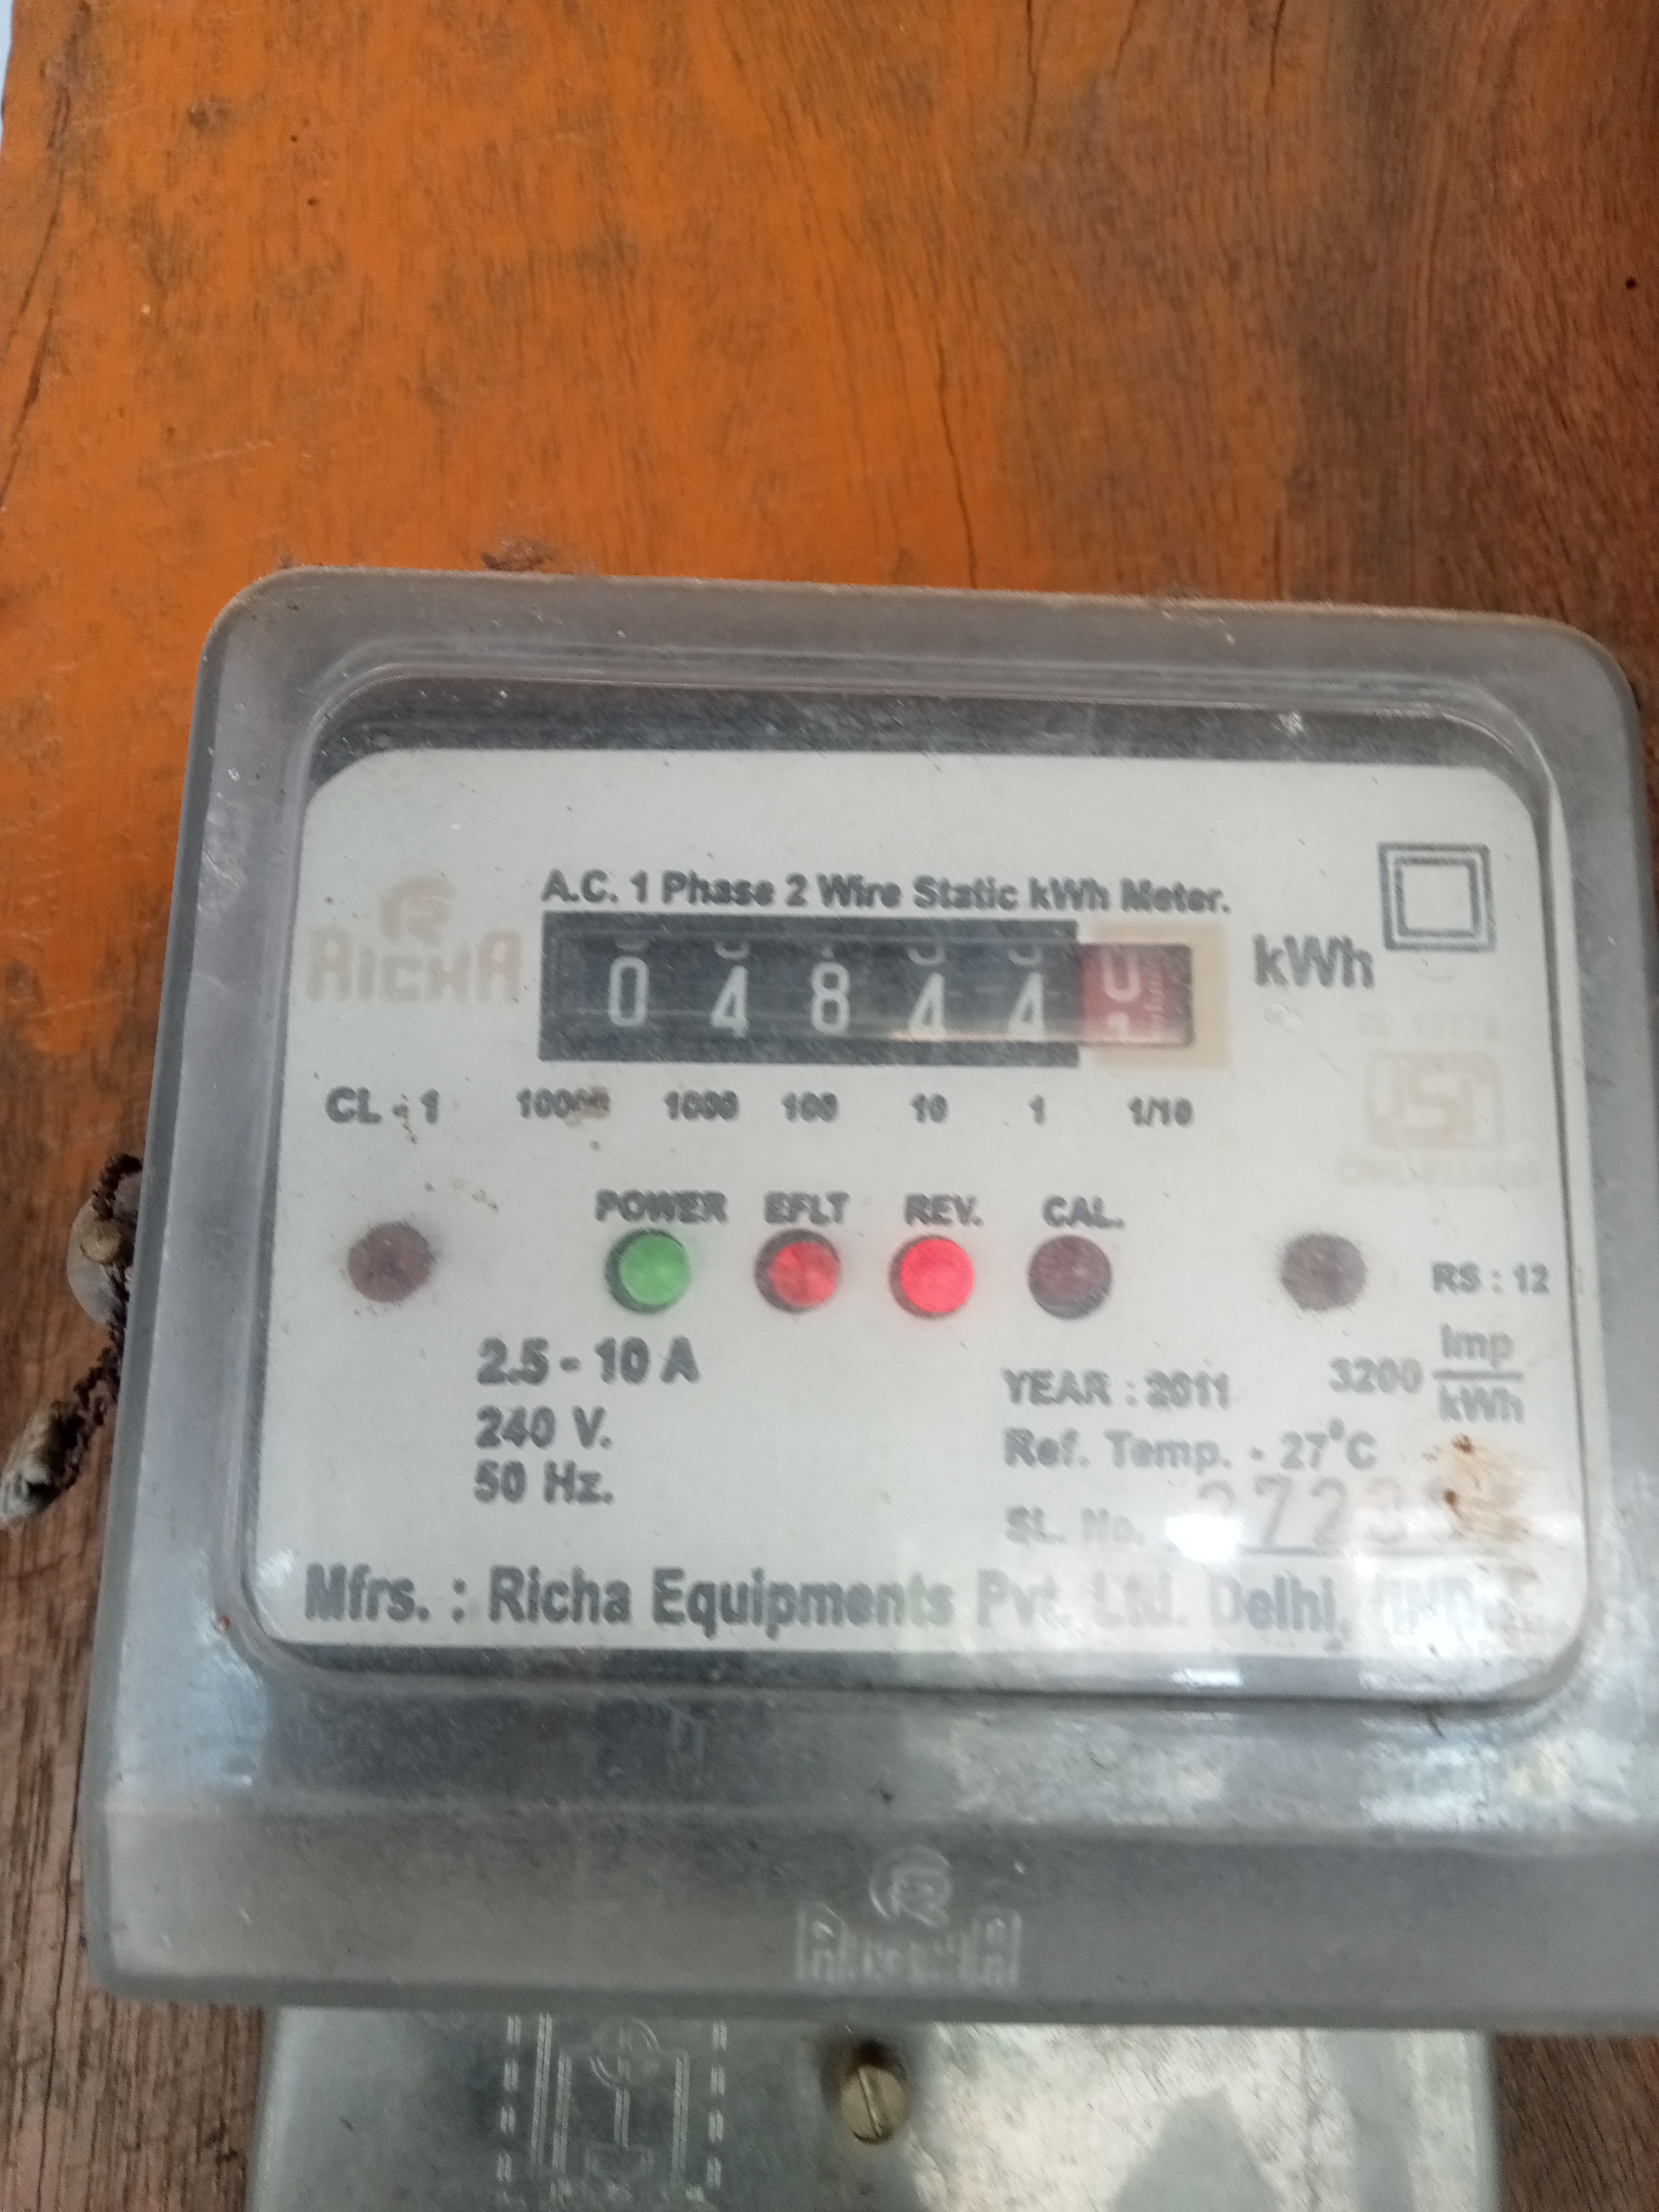 A.C. 1 Phase 2 Wire Static kWh Meter.
RICHA
0 4 8 4 4 0
kWh
CL - 1
10000 1000 100 10 1 1/10
POWER EFLT REV. CAL.
RS : 12
2.5 - 10 A
240 V.
50 Hz.
YEAR : 2011
3200 Imp
kWh
Ref. Temp. - 27°C
SL. No.
Mfrs. : Richa Equipments Pvt. Ltd. Delhi,
RICHA